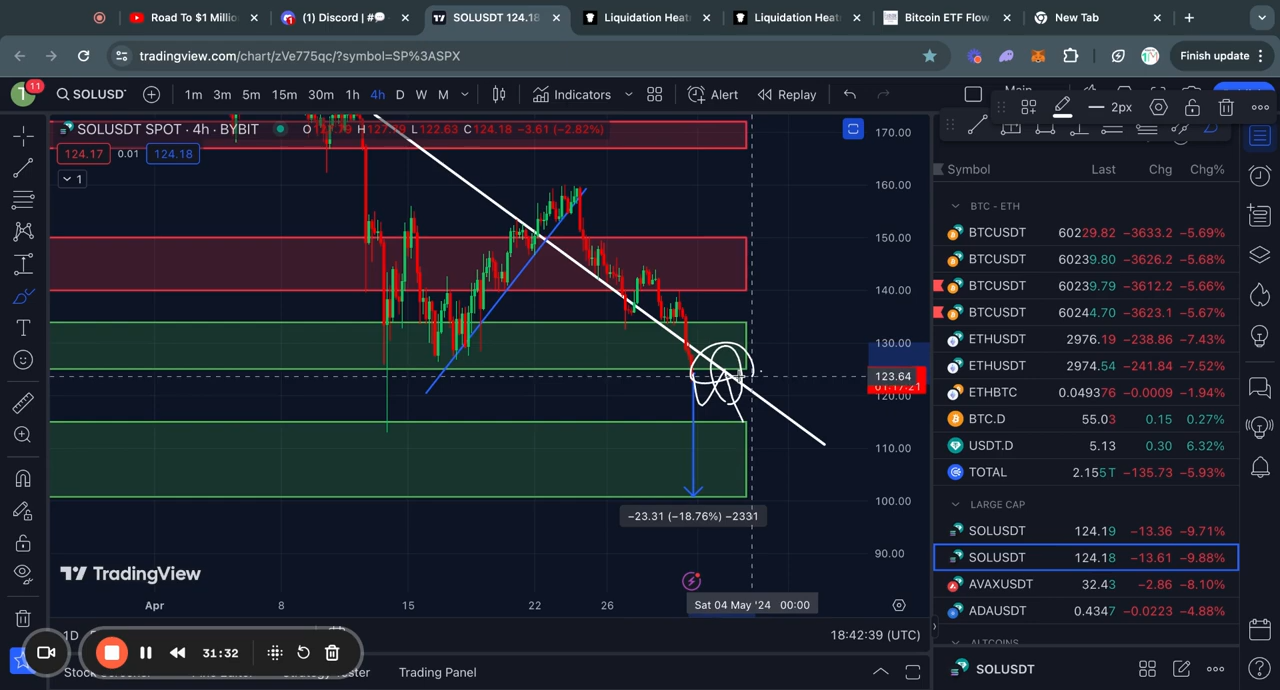 Road To $1 Millio
(1) Discord | #
SOLUSDT 124.18
Liquidation Heat
Liquidation Heat
Bitcoin ETF Flow
New Tab
tradingview.com/chart/zVe775qc/?symbol=SP%3ASPX
Finish update
11
SOLUSD
1m 3m 5m 15m 30m 1h 4h D W M
Indicators
Alert
Replay
2px
SOLUSDT SPOT · 4h · BYBIT
H L 122.63 C 124.18 −3.61 (−2.82%)
124.17 0.01 124.18
1
170.00
160.00
150.00
140.00
130.00
123.64
120.00
110.00
100.00
90.00
−23.31 (−18.76%) −2331
TradingView
Apr 8 15 22 26
Sat 04 May '24 00:00
1D
18:42:39 (UTC)
31:32
Trading Panel
Symbol Last Chg Chg%
BTC - ETH
BTCUSDT 60229.82 −3633.2 −5.69%
BTCUSDT 60239.80 −3626.2 −5.68%
BTCUSDT 60239.79 −3612.2 −5.66%
BTCUSDT 60244.70 −3623.1 −5.67%
ETHUSDT 2976.19 −238.86 −7.43%
ETHUSDT 2974.54 −241.84 −7.52%
ETHBTC 0.049376 −0.0009 −1.94%
BTC.D 55.03 0.15 0.27%
USDT.D 5.13 0.30 6.32%
TOTAL 2.155T −135.73 −5.93%
LARGE CAP
SOLUSDT 124.19 −13.36 −9.71%
SOLUSDT 124.18 −13.61 −9.88%
AVAXUSDT 32.43 −2.86 −8.10%
ADAUSDT 0.4347 −0.0223 −4.88%
ALTCOINS
SOLUSDT